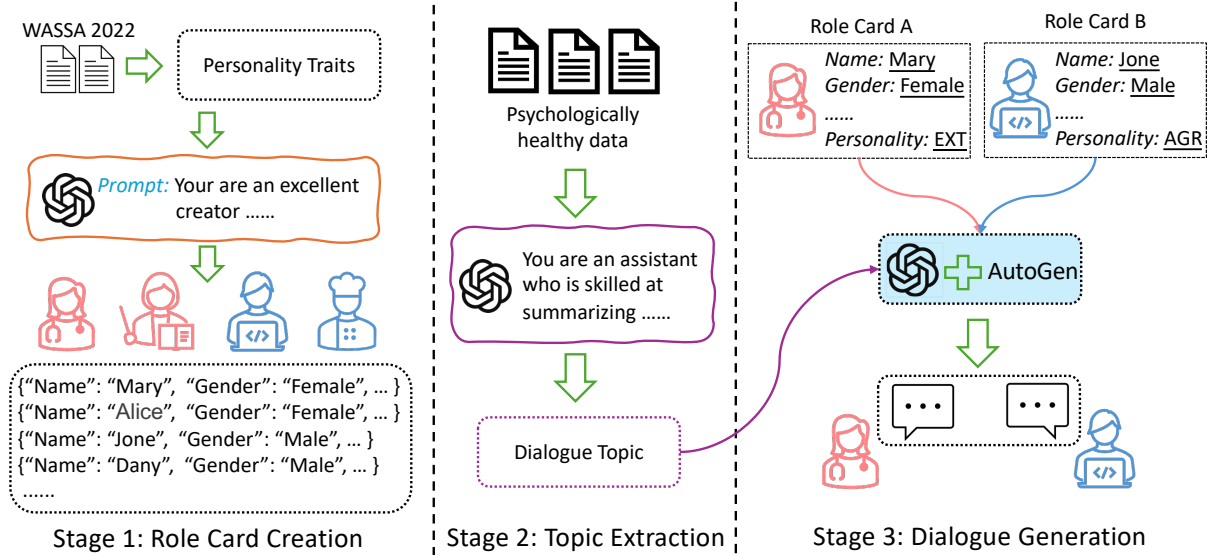 WASSA 2022
Personality Traits
Prompt: Your are an excellent
creator ......
{“Name”: “Mary”, “Gender”: “Female”, ... }
{“Name”: “Alice”, “Gender”: “Female”, ... }
{“Name”: “Jone”, “Gender”: “Male”, ... }
{“Name”: “Dany”, “Gender”: “Male”, ... }
......
Stage 1: Role Card Creation
Psychologically
healthy data
You are an assistant
who is skilled at
summarizing ......
Dialogue Topic
Stage 2: Topic Extraction
Role Card A
Name: Mary
Gender: Female
......
Personality: EXT
Role Card B
Name: Jone
Gender: Male
......
Personality: AGR
AutoGen
</>
</>
</>
Stage 3: Dialogue Generation